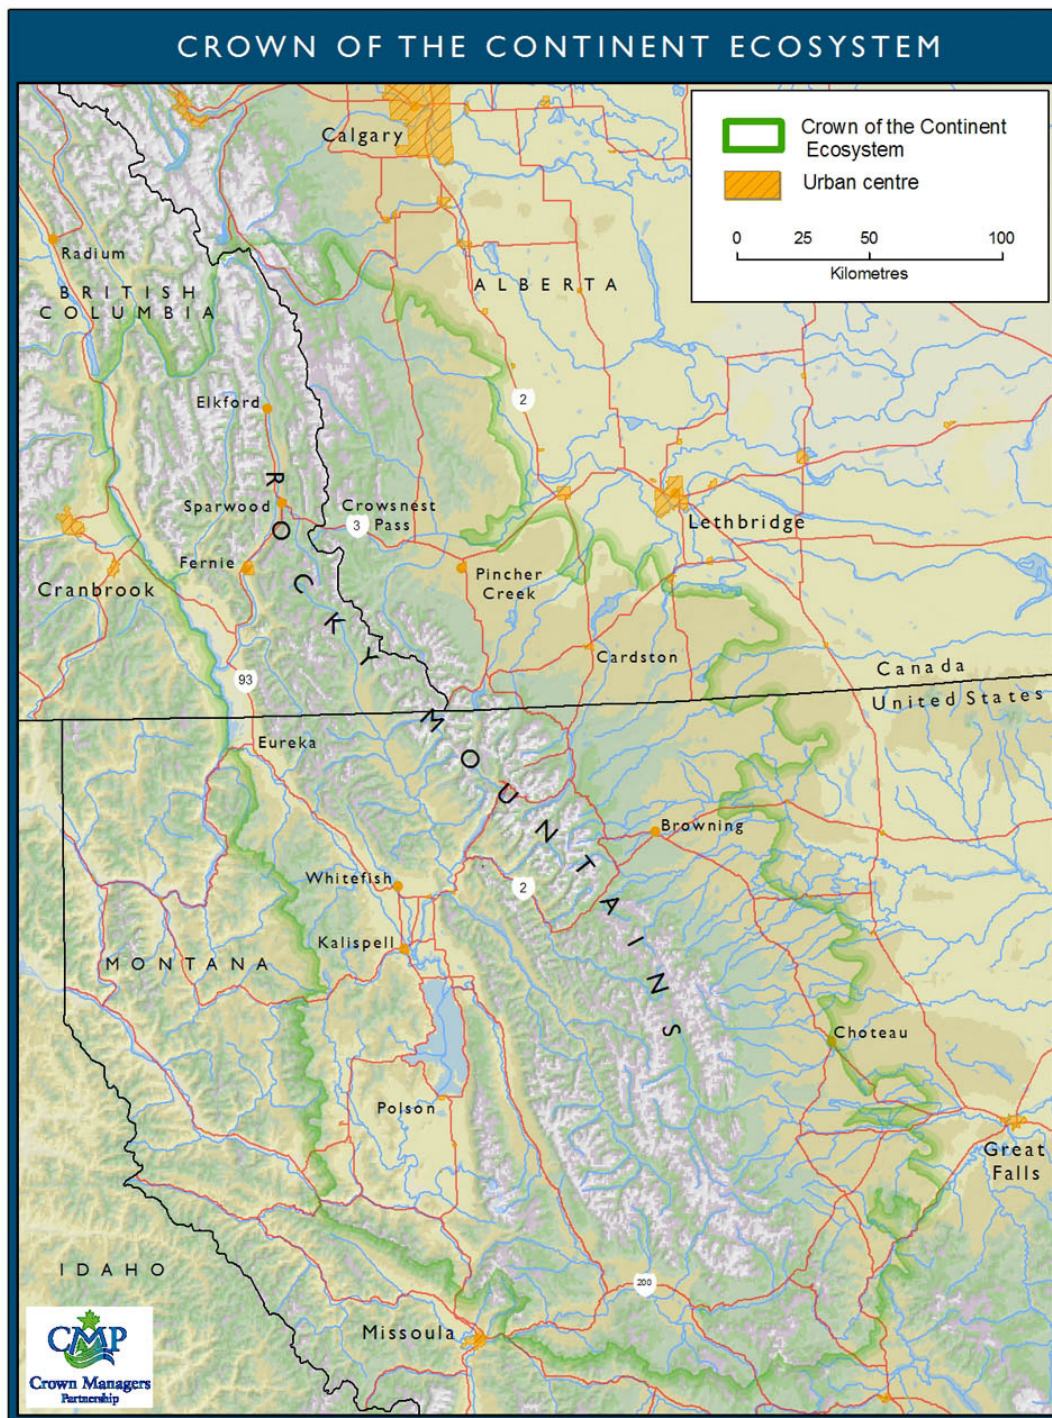 CROWN OF THE CONTINENT ECOSYSTEM
Crown of the Continent
Ecosystem
Urban centre
0 25 50 100
Kilometres
Calgary
Radium
BRITISH
COLUMBIA
ALBERTA
Elkford
2
Sparwood
Crowsnest
Pass
3
Lethbridge
Fernie
Cranbrook
Pincher
Creek
Cardston
93
Canada
United States
ROCKY MOUNTAINS
Eureka
Browning
Whitefish
2
Kalispell
MONTANA
Choteau
Polson
Great
Falls
IDAHO
200
Missoula
CMP
Crown Managers
Partnership